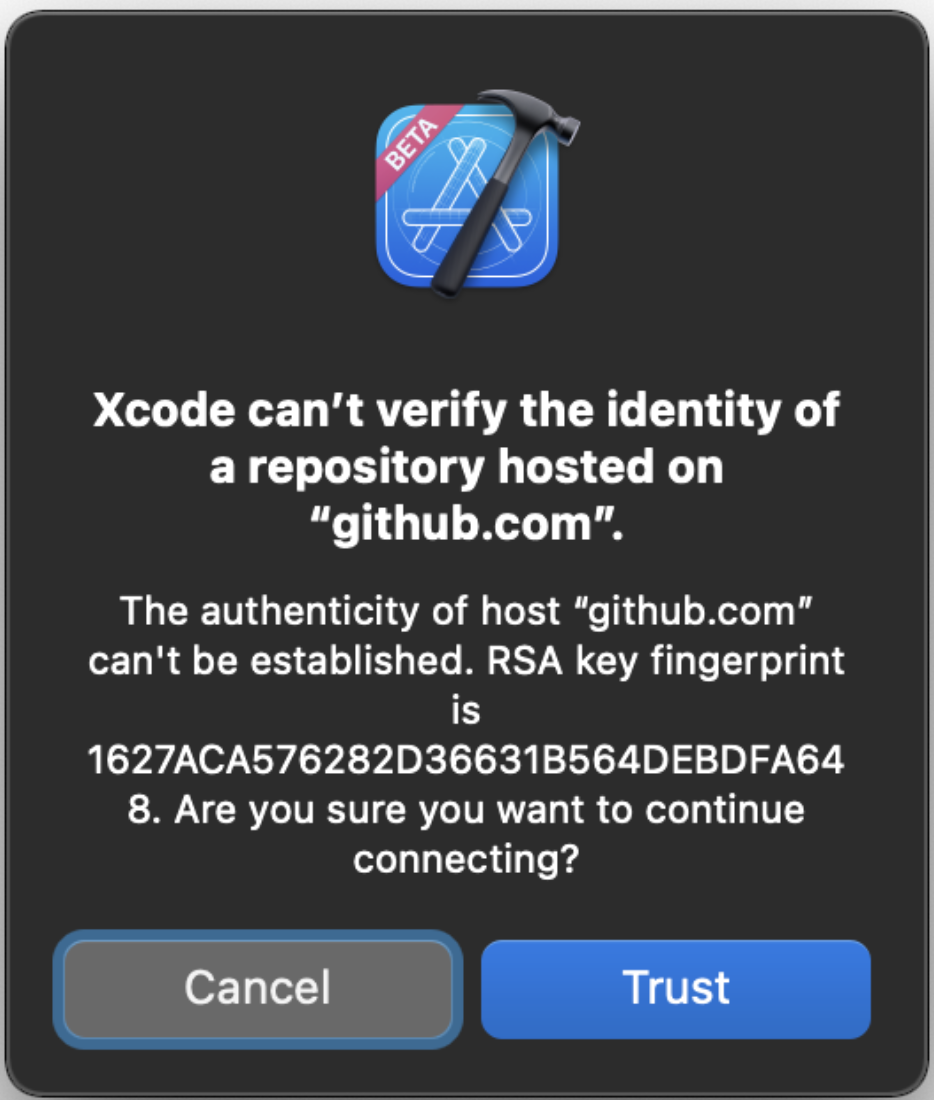 BETA
Xcode can’t verify the identity of
a repository hosted on
“github.com”.
The authenticity of host “github.com”
can't be established. RSA key fingerprint
is
1627ACA576282D36631B564DEBDFA64
8. Are you sure you want to continue
connecting?
Cancel
Trust